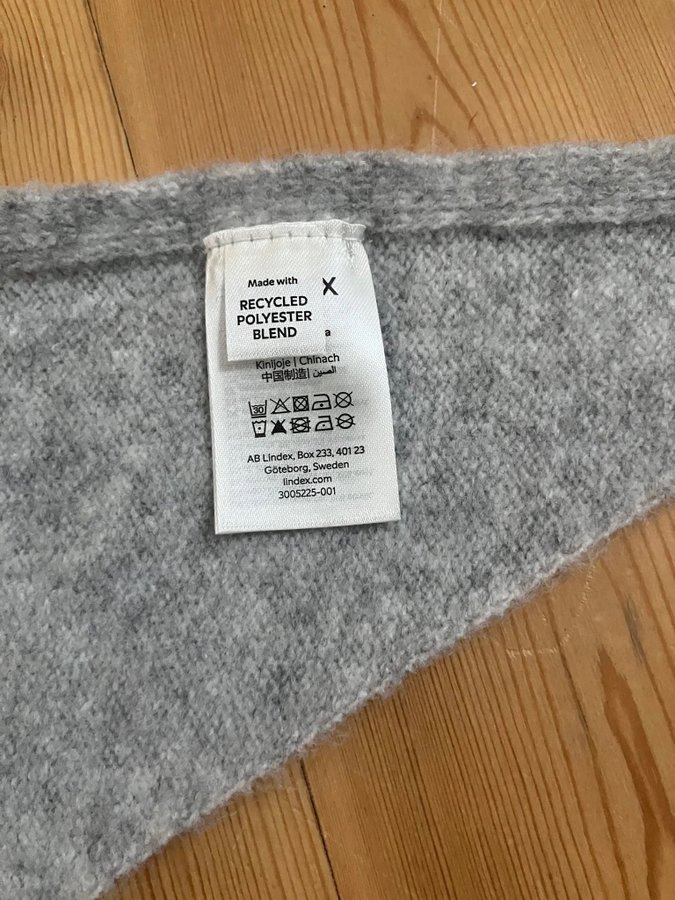 Made with
RECYCLED
POLYESTER
BLEND
X
a
Kinijoje | Chinach
中国制造| الصين
30
AB Lindex, Box 233, 401 23
Göteborg, Sweden
lindex.com
3005225-001